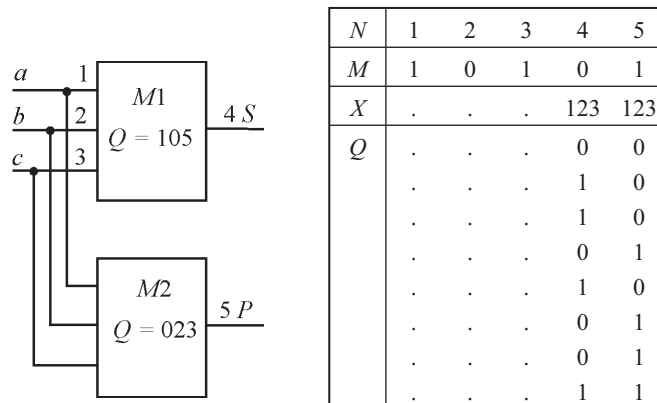 a 1
M1
b 2
Q = 105
4 S
c 3
M2
Q = 023
5 P
N 1 2 3 4 5
M 1 0 1 0 1
X . . . 123 123
Q . . . 0 0
. . . 1 0
. . . 1 0
. . . 0 1
. . . 1 0
. . . 0 1
. . . 0 1
. . . 1 1